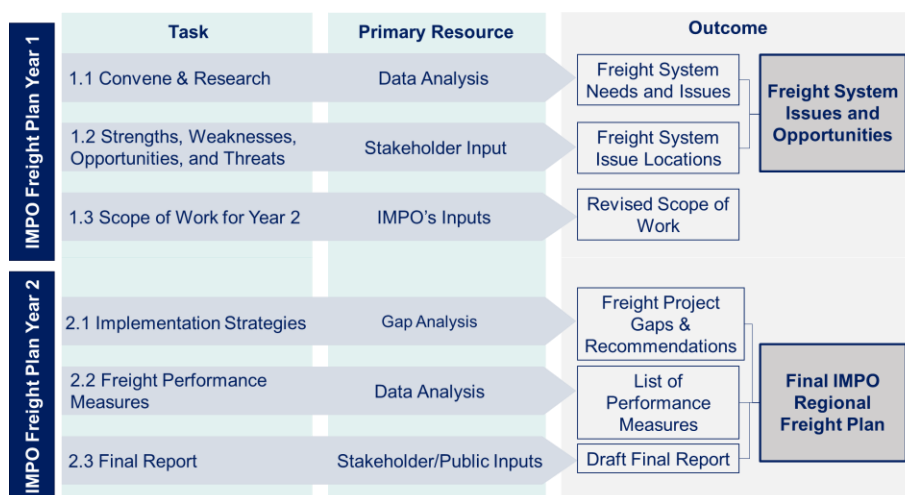 Task
Primary Resource
Outcome
IMPO Freight Plan Year 1
1.1 Convene & Research
Data Analysis
Freight System
Needs and Issues
1.2 Strengths, Weaknesses,
Opportunities, and Threats
Stakeholder Input
Freight System
Issue Locations
Freight System
Issues and
Opportunities
1.3 Scope of Work for Year 2
IMPO's Inputs
Revised Scope of
Work
IMPO Freight Plan Year 2
2.1 Implementation Strategies
Gap Analysis
Freight Project
Gaps &
Recommendations
2.2 Freight Performance
Measures
Data Analysis
List of
Performance
Measures
2.3 Final Report
Stakeholder/Public Inputs
Draft Final Report
Final IMPO
Regional
Freight Plan